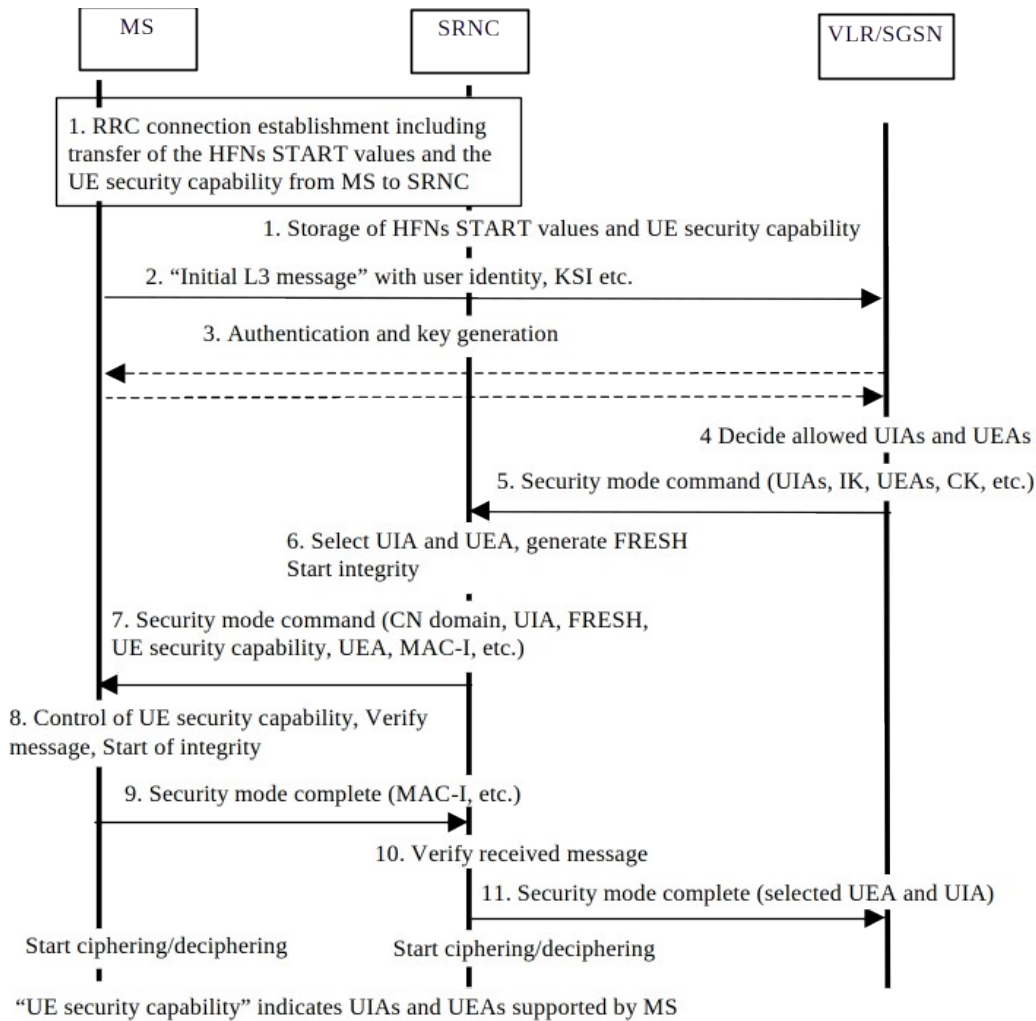 MS
SRNC
VLR/SGSN
1. RRC connection establishment including
transfer of the HFNs START values and the
UE security capability from MS to SRNC
1. Storage of HFNs START values and UE security capability
2. “Initial L3 message” with user identity, KSI etc.
3. Authentication and key generation
4 Decide allowed UIAs and UEAs
5. Security mode command (UIAs, IK, UEAs, CK, etc.)
6. Select UIA and UEA, generate FRESH
Start integrity
7. Security mode command (CN domain, UIA, FRESH,
UE security capability, UEA, MAC-I, etc.)
8. Control of UE security capability, Verify
message, Start of integrity
9. Security mode complete (MAC-I, etc.)
10. Verify received message
11. Security mode complete (selected UEA and UIA)
Start ciphering/deciphering
Start ciphering/deciphering
“UE security capability” indicates UIAs and UEAs supported by MS